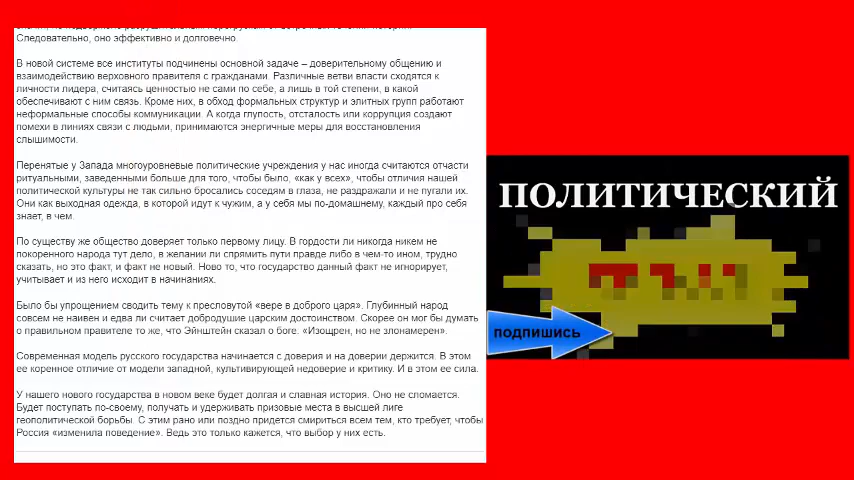 Следовательно, оно эффективно и долговечно.
В новой системе все институты подчинены основной задаче – доверительному общению и
взаимодействию верховного правителя с гражданами. Различные ветви власти сходятся к
личности лидера, считаясь ценностью не сами по себе, а лишь в той степени, в какой
обеспечивают с ним связь. Кроме них, в обход формальных структур и элитных групп работают
неформальные способы коммуникации. А когда глупость, отсталость или коррупция создают
помехи в линиях связи с людьми, принимаются энергичные меры для восстановления
слышимости.
Перенятые у Запада многоуровневые политические учреждения у нас иногда считаются отчасти
ритуальными, заведенными больше для того, чтобы было, «как у всех», чтобы отличия нашей
политической культуры не так сильно бросались соседям в глаза, не раздражали и не пугали их.
Они как выходная одежда, в которой идут к чужим, а у себя мы по-домашнему, каждый про себя
знает, в чем.
По существу же общество доверяет только первому лицу. В гордости ли никогда никем не
покоренного народа тут дело, в желании ли спрямить пути правде либо в чем-то ином, трудно
сказать, но это факт, и факт не новый. Ново то, что государство данный факт не игнорирует,
учитывает и из него исходит в начинаниях.
Было бы упрощением сводить тему к пресловутой «вере в доброго царя». Глубинный народ
совсем не наивен и едва ли считает добродушие царским достоинством. Скорее он мог бы думать
о правильном правителе то же, что Эйнштейн сказал о боге. «Изощрен, но не злонамерен».
Современная модель русского государства начинается с доверия и на доверии держится. В этом
ее коренное отличие от модели западной, культивирующей недоверие и критику. И в этом ее сила.
У нашего нового государства в новом веке будет долгая и славная история. Оно не сломается.
Будет поступать по-своему, получать и удерживать призовые места в высшей лиге
геополитической борьбы. С этим рано или поздно придется смириться всем тем, кто требует, чтобы
Россия «изменила поведение». Ведь это только кажется, что выбор у них есть.
ПОЛИТИЧЕСКИЙ
подпишись